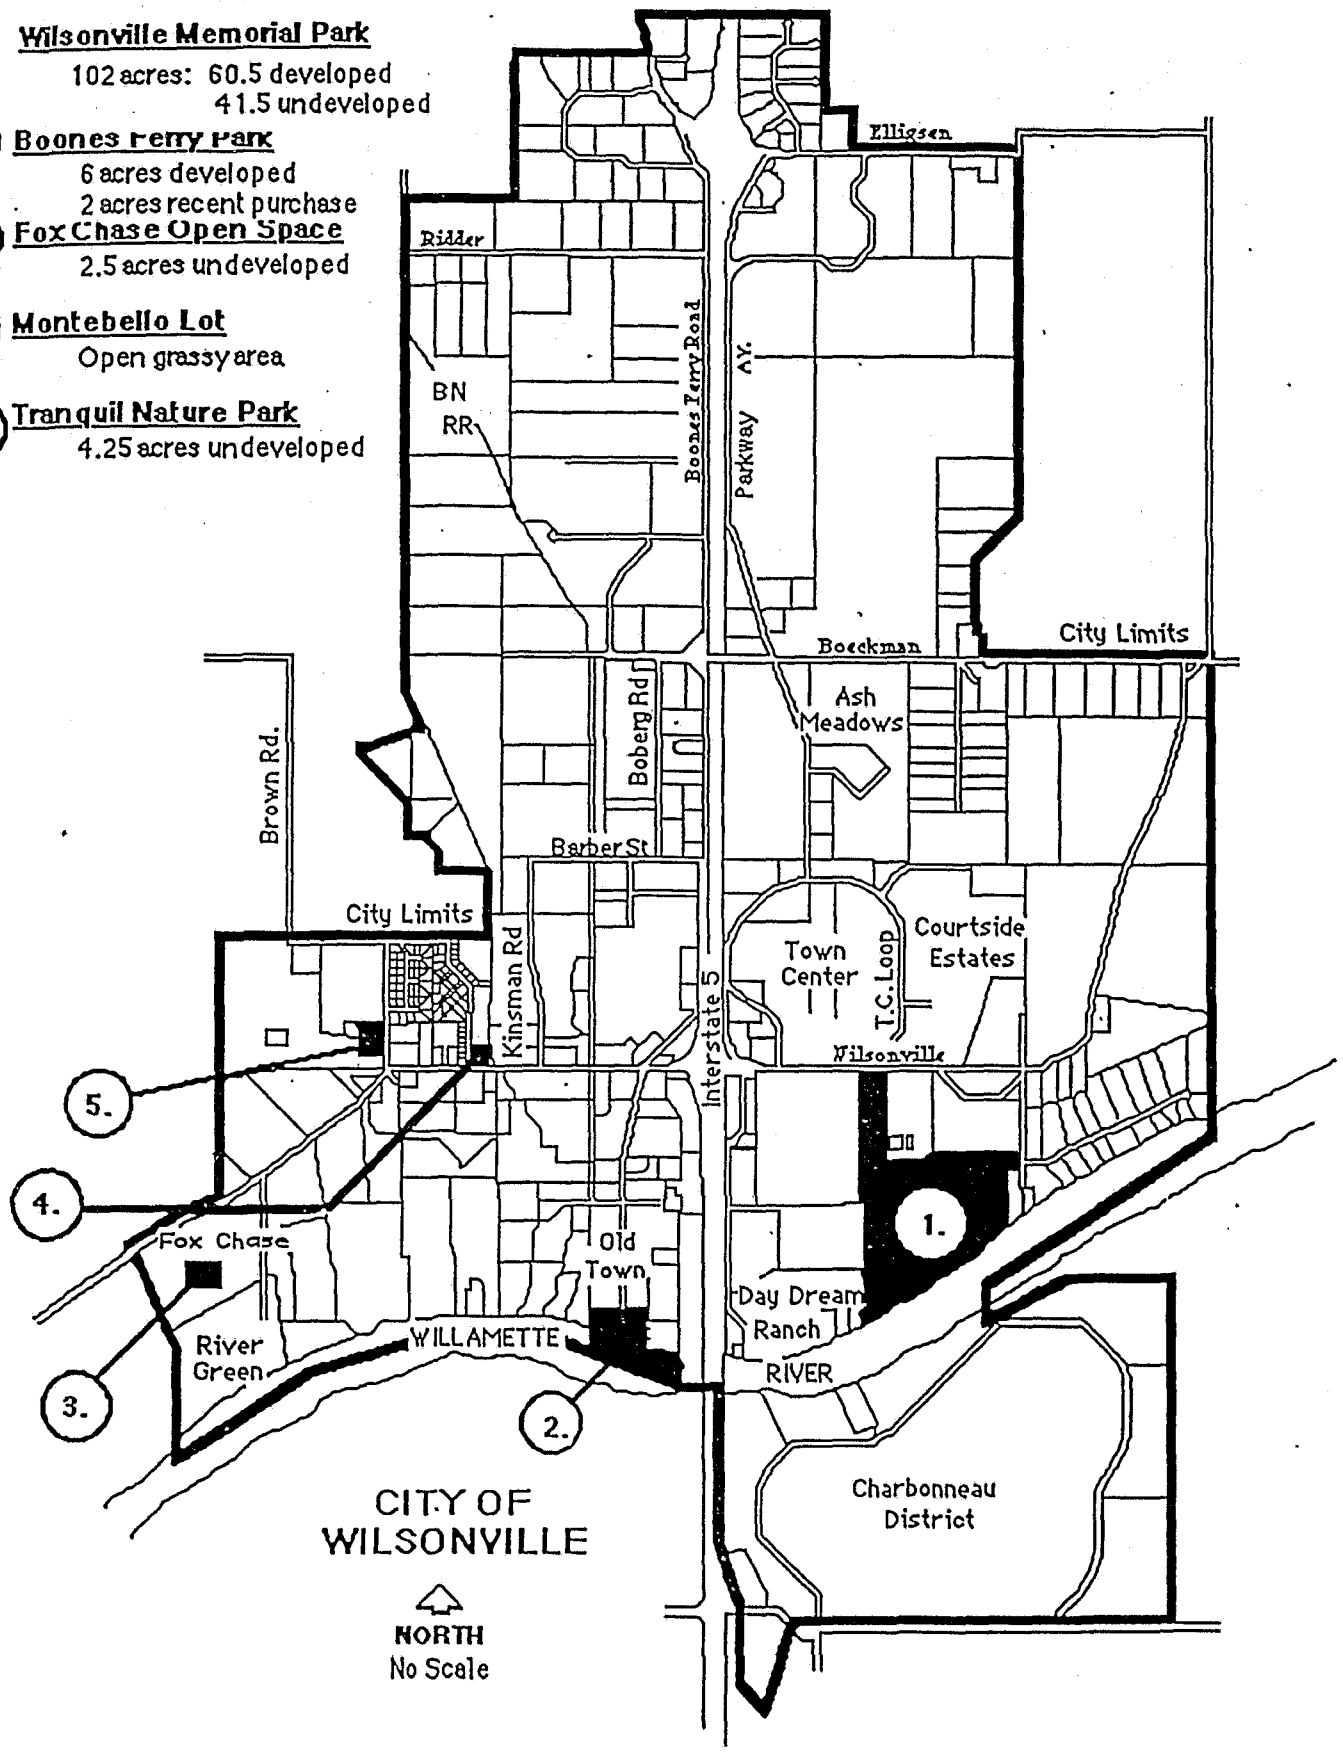 Wilsonville Memorial Park
102 acres: 60.5 developed
41.5 undeveloped
Boones Ferry Park
6 acres developed
2 acres recent purchase
Fox Chase Open Space
2.5 acres undeveloped
Montebello Lot
Open grassy area
Tranquil Nature Park
4.25 acres undeveloped
Elligsen
Ridder
Boones Ferry Road
Parkway AV.
BN
RR
City Limits
Boeckman
Brown Rd.
Boberg Rd
Ash
Meadows
Barber St
City Limits
Kinsman Rd
Interstate 5
Town
Center
T.C. Loop
Courtside
Estates
Wilsonville
5.
4.
1.
Fox Chase
Old
Town
Day Dream
Ranch
River
Green
WILLAMETTE
RIVER
3.
2.
Charbonneau
District
CITY OF
WILSONVILLE
NORTH
No Scale